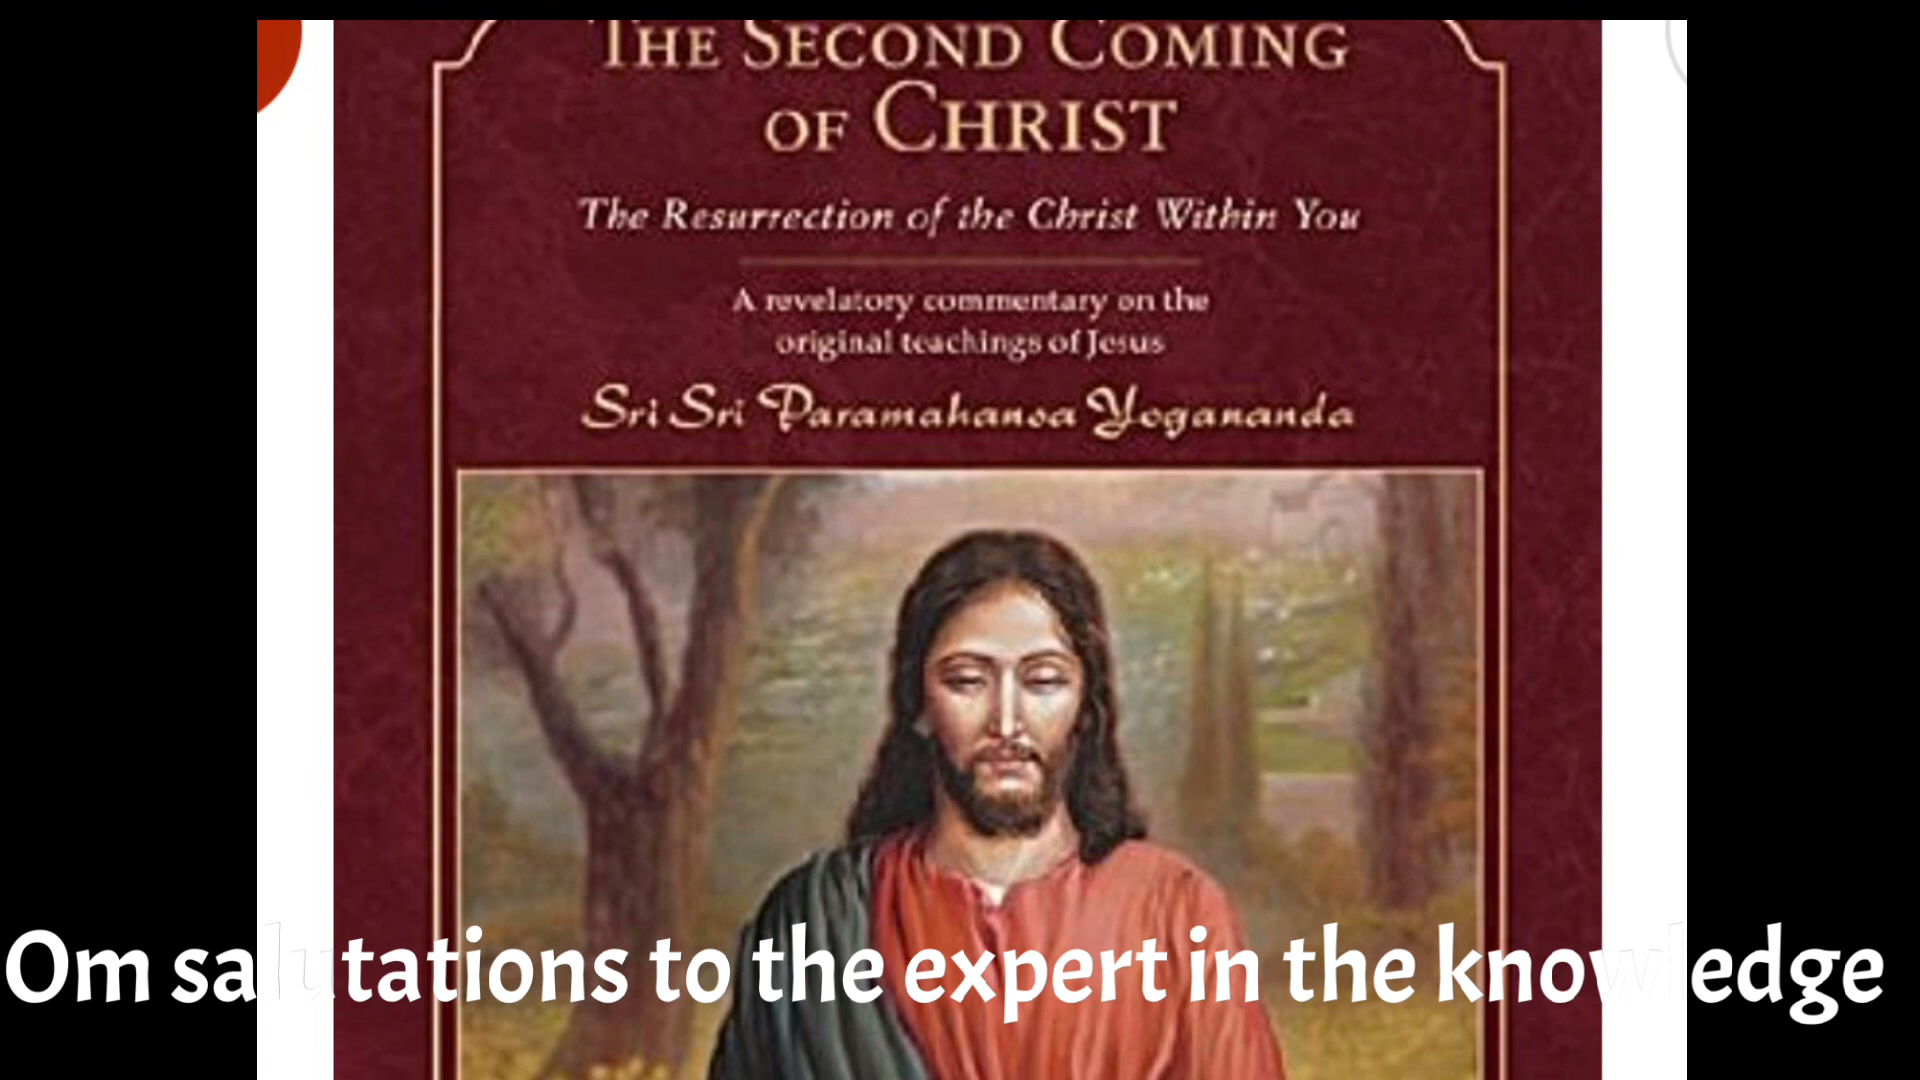 THE SECOND COMING
OF CHRIST
The Resurrection of the Christ Within You
A revelatory commentary on the
original teachings of Jesus
Sri Sri Paramahansa Yogananda
Om salutations to the expert in the knowledge